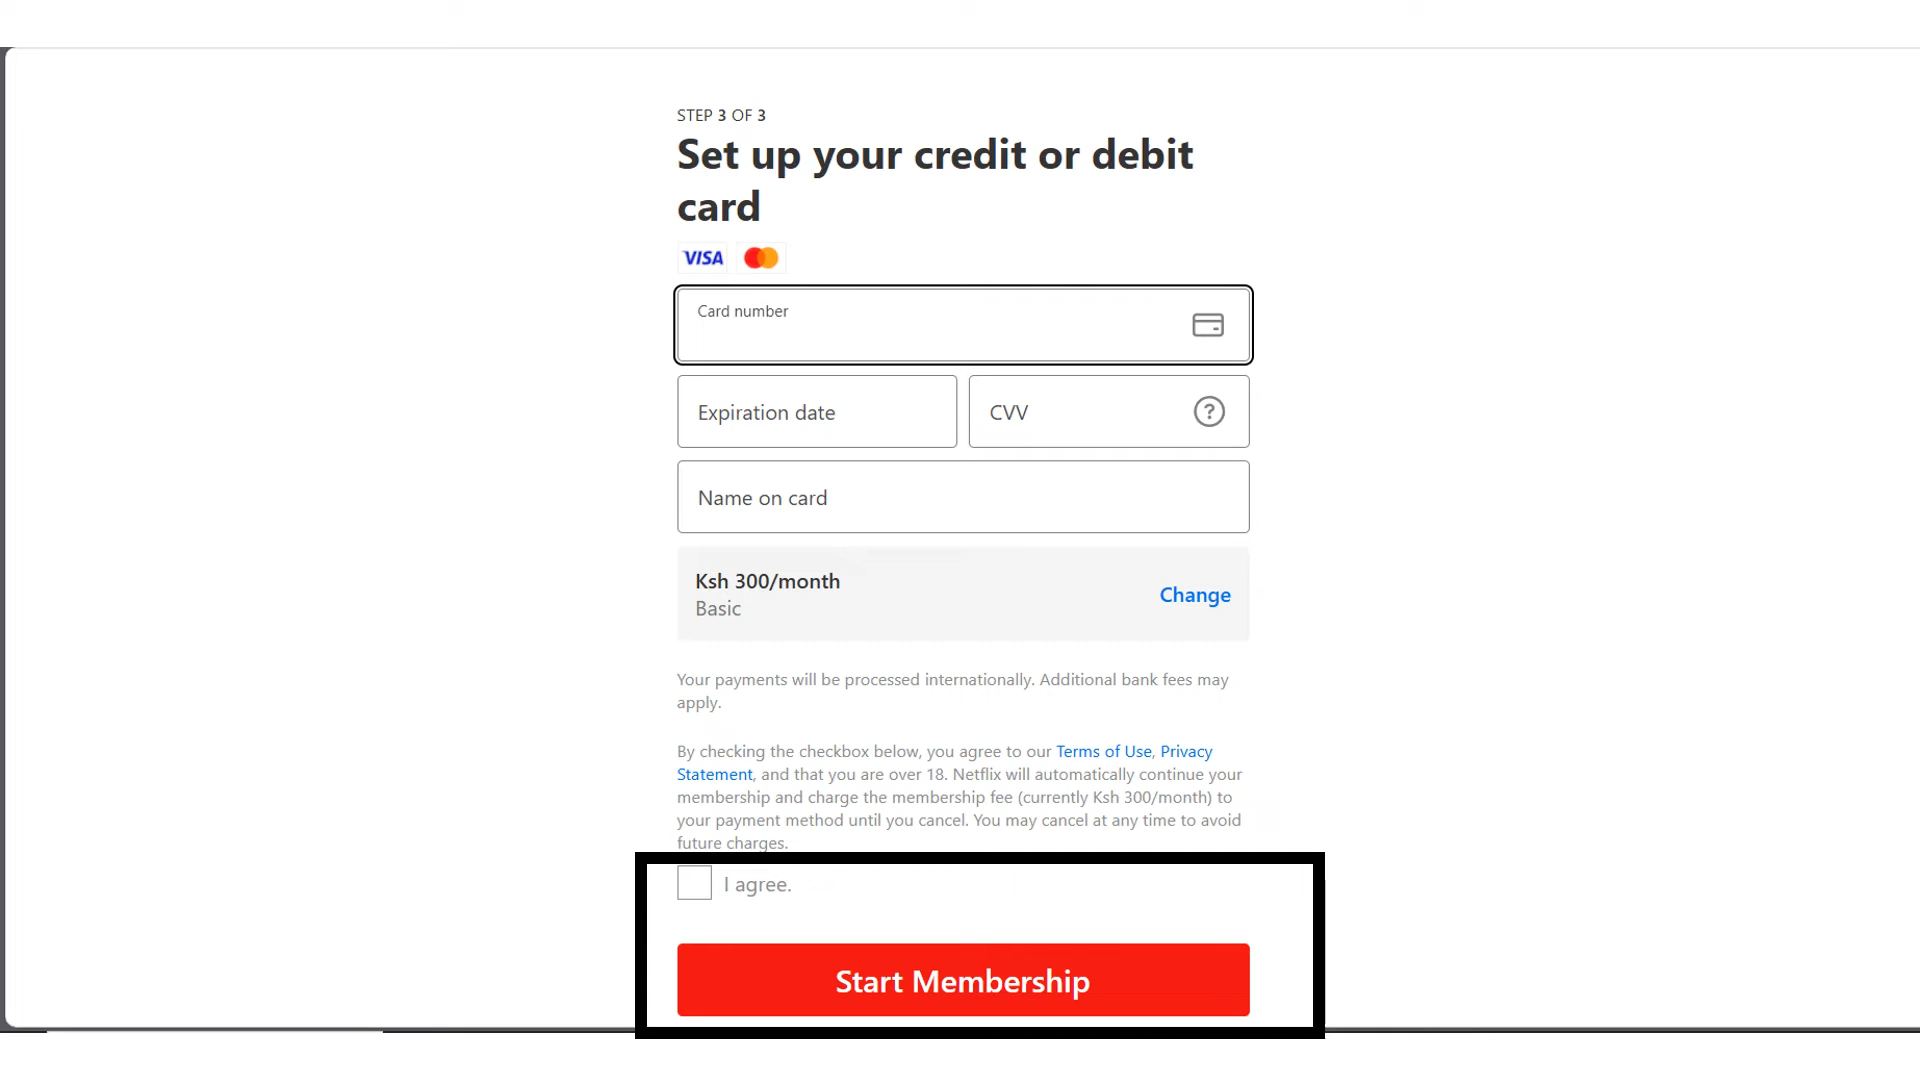 STEP 3 OF 3
Set up your credit or debit
card
VISA
Card number
Expiration date
CVV
?
Name on card
Ksh 300/month
Basic
Change
Your payments will be processed internationally. Additional bank fees may
apply.
By checking the checkbox below, you agree to our Terms of Use, Privacy
Statement, and that you are over 18. Netflix will automatically continue your
membership and charge the membership fee (currently Ksh 300/month) to
your payment method until you cancel. You may cancel at any time to avoid
future charges.
I agree.
Start Membership